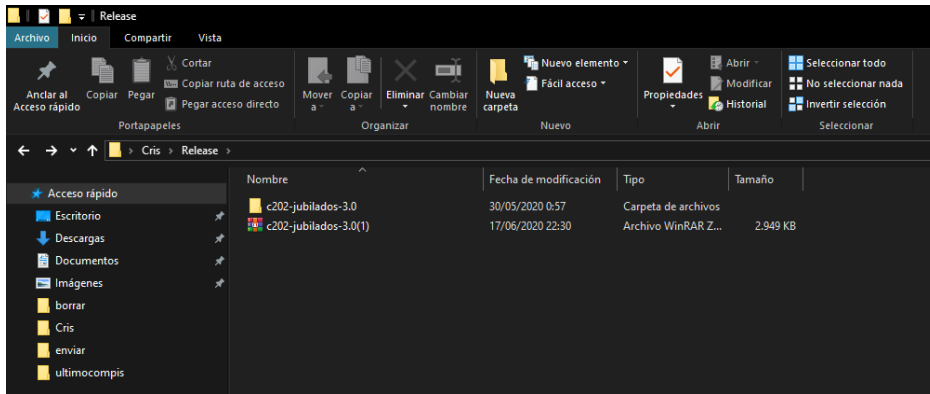 Release
Archivo Inicio Compartir Vista
Anclar al Acceso rápido
Copiar
Pegar
Cortar
Copiar ruta de acceso
Pegar acceso directo
Portapapeles
Mover a
Copiar a
Eliminar
Cambiar nombre
Organizar
Nueva carpeta
Nuevo elemento
Fácil acceso
Nuevo
Propiedades
Abrir
Modificar
Historial
Abrir
Seleccionar todo
No seleccionar nada
Invertir selección
Seleccionar
Cris > Release >
Nombre Fecha de modificación Tipo Tamaño
c202-jubilados-3.0 30/05/2020 0:57 Carpeta de archivos
c202-jubilados-3.0(1) 17/06/2020 22:30 Archivo WinRAR Z... 2.949 KB
Acceso rápido
Escritorio
Descargas
Documentos
Imágenes
borrar
Cris
enviar
ultimocompis